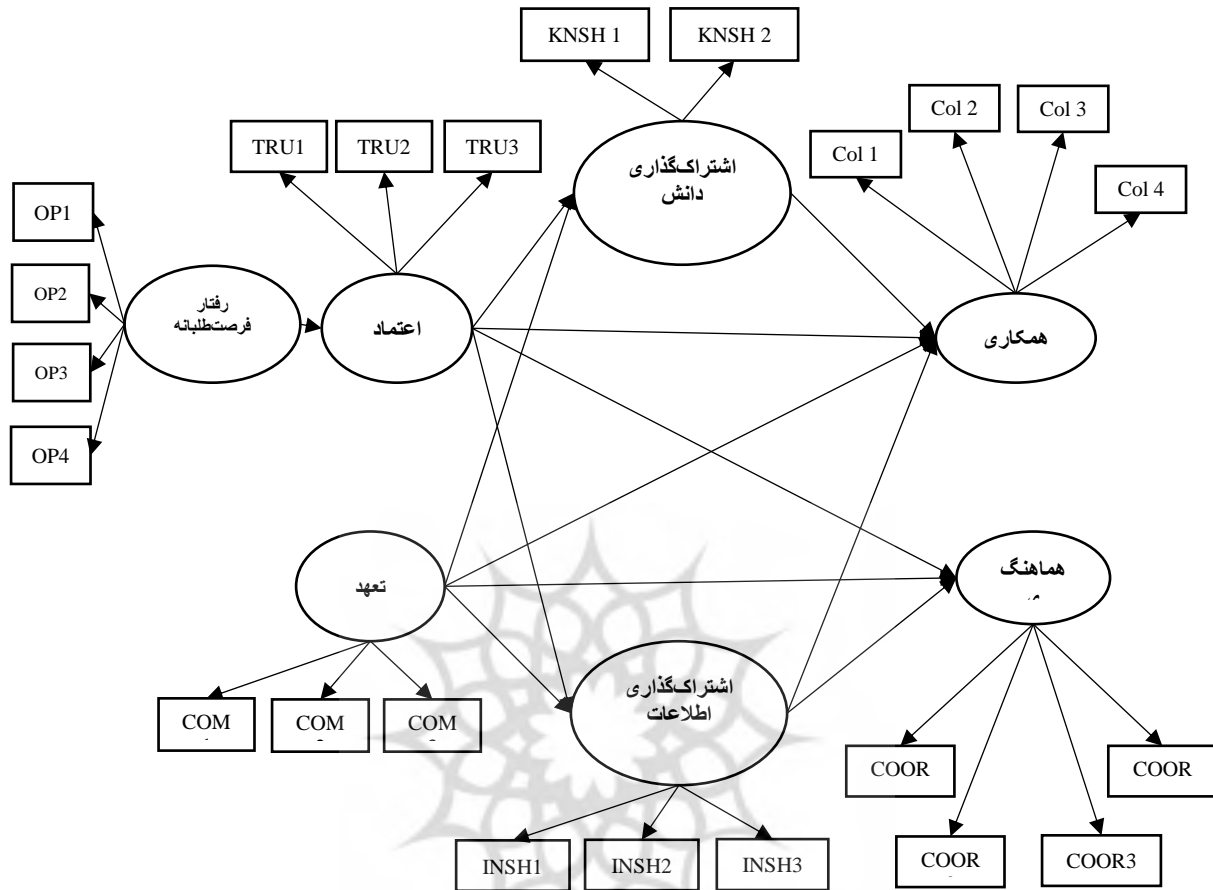 KNSH 1
KNSH 2
Col 1
Col 2
Col 3
Col 4
TRU1
TRU2
TRU3
اشتراک‌گذاری
دانش
OP1
OP2
OP3
OP4
رفتار
فرصت‌طلبانه
اعتماد
همکاری
تعهد
هماهنگ
ی
اشتراک‌گذاری
اطلاعات
COM
COM
COM
INSH1
INSH2
INSH3
COOR
COOR
COOR
COOR3